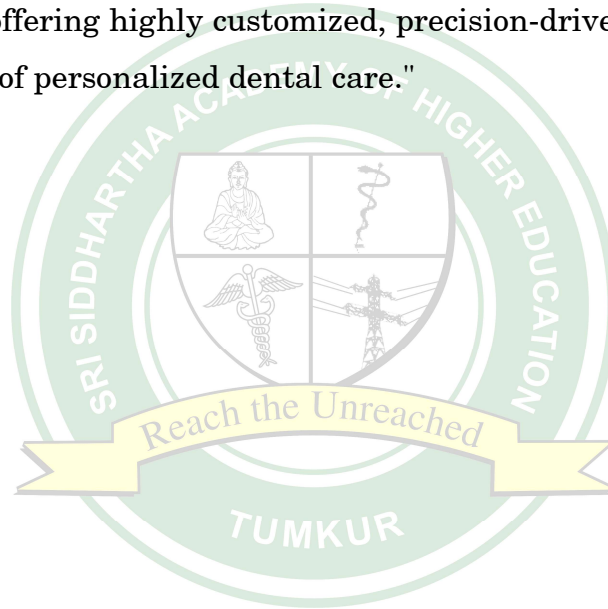 offering highly customized, precision-drive
of personalized dental care."
SRI SIDDHARTHA ACADEMY OF HIGHER EDUCATION
Reach the Unreached
TUMKUR